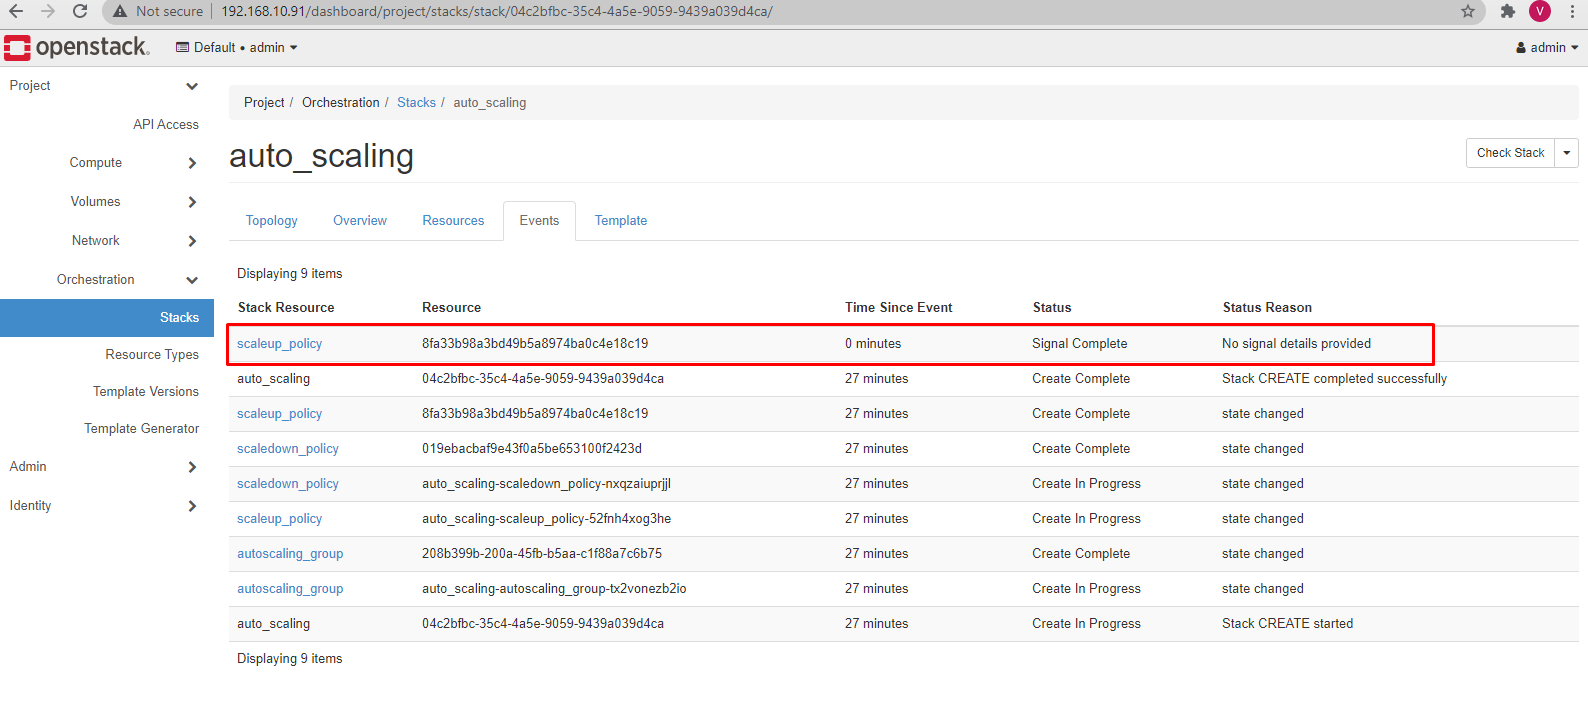 Not secure | 192.168.10.91/dashboard/project/stacks/stack/04c2bfbc-35c4-4a5e-9059-9439a039d4ca/
V
openstack.
Default • admin
admin
Project
API Access
Compute
Volumes
Network
Orchestration
Stacks
Resource Types
Template Versions
Template Generator
Admin
Identity
Project / Orchestration / Stacks / auto_scaling
auto_scaling
Check Stack
Topology Overview Resources Events Template
Displaying 9 items
Stack Resource Resource Time Since Event Status Status Reason
scaleup_policy 8fa33b98a3bd49b5a8974ba0c4e18c19 0 minutes Signal Complete No signal details provided
auto_scaling 04c2bfbc-35c4-4a5e-9059-9439a039d4ca 27 minutes Create Complete Stack CREATE completed successfully
scaleup_policy 8fa33b98a3bd49b5a8974ba0c4e18c19 27 minutes Create Complete state changed
scaledown_policy 019ebacbaf9e43f0a5be653100f2423d 27 minutes Create Complete state changed
scaledown_policy auto_scaling-scaledown_policy-nxqzaiuprjjl 27 minutes Create In Progress state changed
scaleup_policy auto_scaling-scaleup_policy-52fnh4xog3he 27 minutes Create In Progress state changed
autoscaling_group 208b399b-200a-45fb-b5aa-c1f88a7c6b75 27 minutes Create Complete state changed
autoscaling_group auto_scaling-autoscaling_group-tx2vonezb2io 27 minutes Create In Progress state changed
auto_scaling 04c2bfbc-35c4-4a5e-9059-9439a039d4ca 27 minutes Create In Progress Stack CREATE started
Displaying 9 items